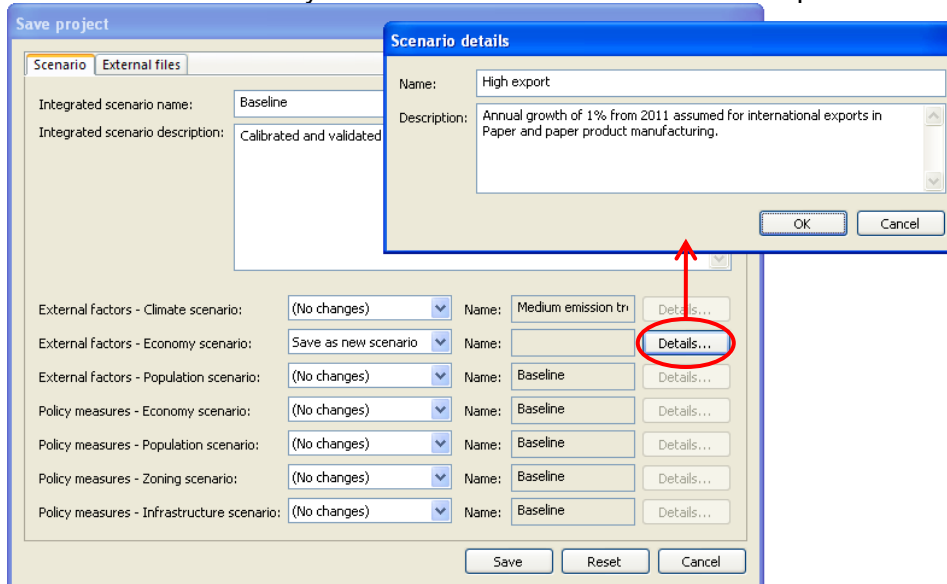 Save project
Scenario details
Scenario External files
Name: High export
Integrated scenario name: Baseline
Description: Annual growth of 1% from 2011 assumed for international exports in
Paper and paper product manufacturing.
Integrated scenario description: Calibrated and validated
OK Cancel
External factors - Climate scenario: (No changes) Name: Medium emission Details...
External factors - Economy scenario: Save as new scenario Name: Details...
External factors - Population scenario: (No changes) Name: Baseline Details...
Policy measures - Economy scenario: (No changes) Name: Baseline Details...
Policy measures - Population scenario: (No changes) Name: Baseline Details...
Policy measures - Zoning scenario: (No changes) Name: Baseline Details...
Policy measures - Infrastructure scenario: (No changes) Name: Baseline Details...
Save Reset Cancel